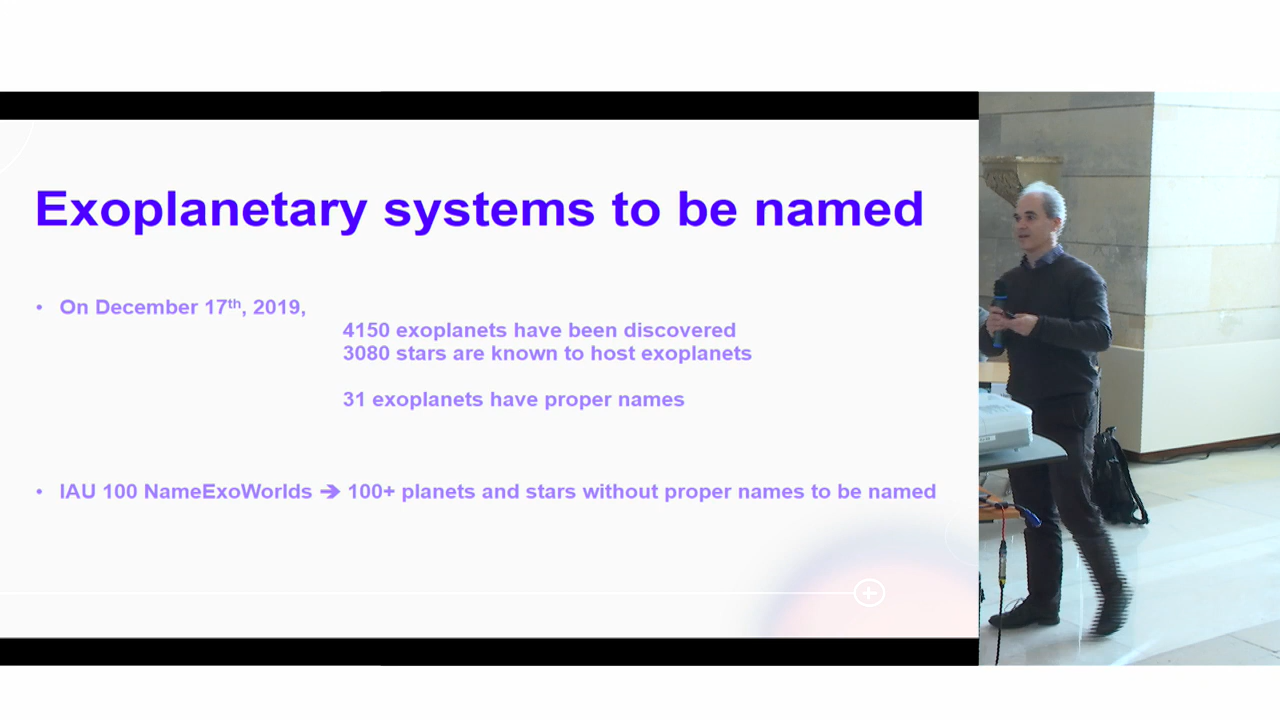 Exoplanetary systems to be named
• On December 17th, 2019,
4150 exoplanets have been discovered
3080 stars are known to host exoplanets
31 exoplanets have proper names
• IAU 100 NameExoWorlds ➔ 100+ planets and stars without proper names to be named